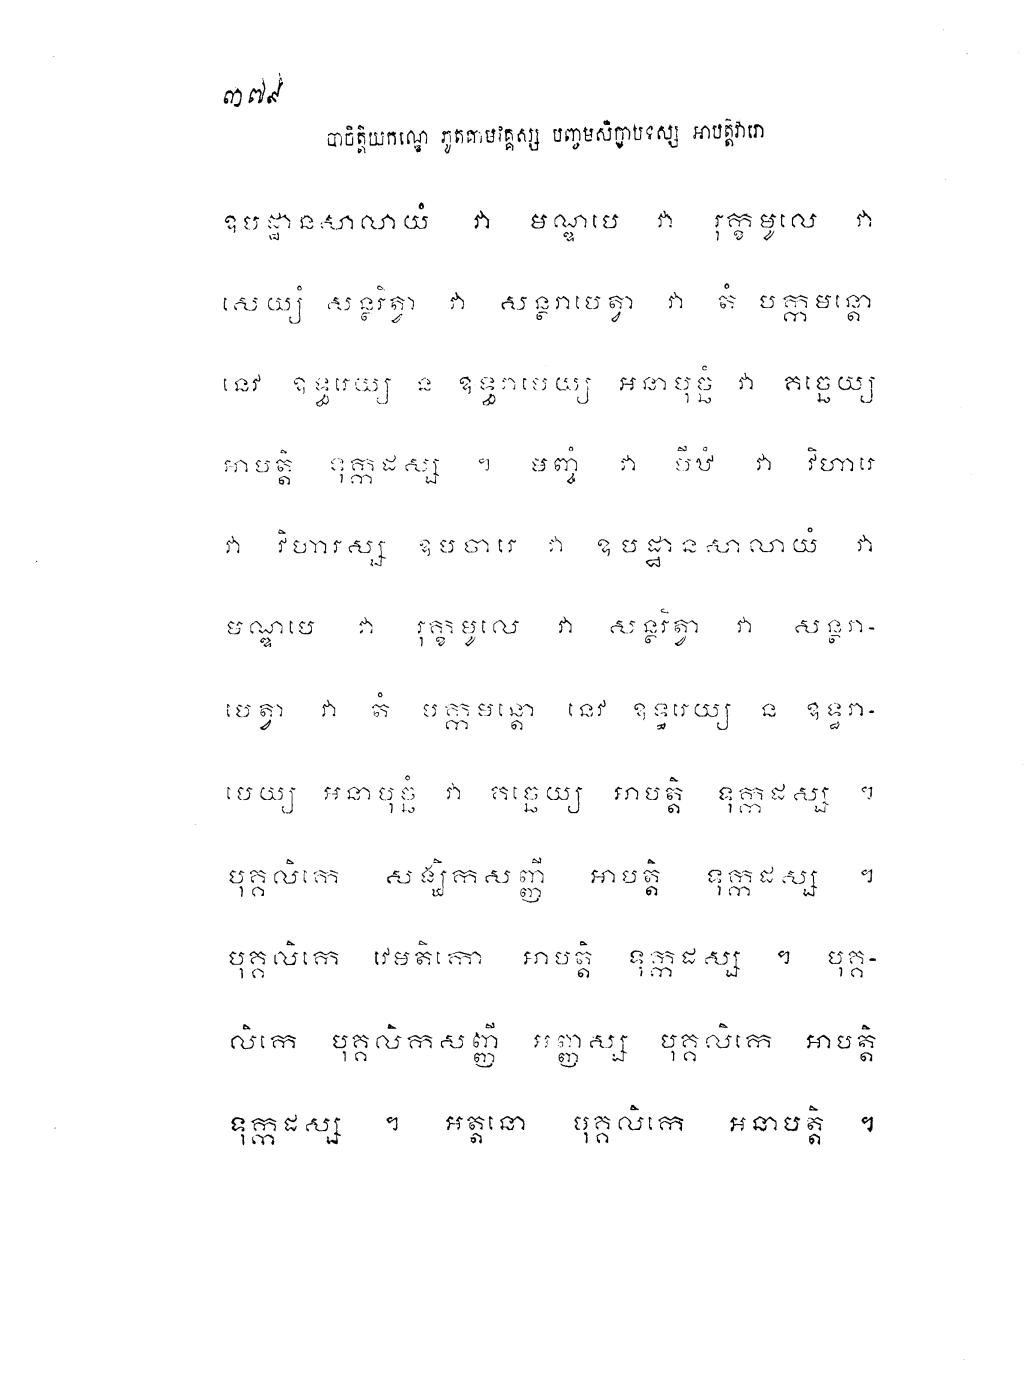 ៣៧៩
បាចិត្តិយកណ្ឌេ ភូតគាមវគ្គស្ស បញ្ចមសិក្ខាបទស្ស អាបត្តិវារោ
ឧបដ្ឋានសាលាយំ វា មណ្ឌបេ វា រុក្ខមូលេ វា
សេយ្យំ សន្ថរិត្វា វា សន្ថរាបេត្វា វា តំ បក្កមន្តោ
នេវ ឧទ្ធរេយ្យ ន ឧទ្ធរាបេយ្យ អនាបុច្ឆំ វា គច្ឆេយ្យ
អាបត្តិ ទុក្កដស្ស ។ មញ្ចំ វា បីឋំ វា វិហារេ
វា វិហារស្ស ឧបចារេ វា ឧបដ្ឋានសាលាយំ វា
មណ្ឌបេ វា រុក្ខមូលេ វា សន្ថរិត្វា វា សន្ថរា-
បេត្វា វា តំ បក្កមន្តោ នេវ ឧទ្ធរេយ្យ ន ឧទ្ធរា-
បេយ្យ អនាបុច្ឆំ វា គច្ឆេយ្យ អាបត្តិ ទុក្កដស្ស ។
បុគ្គលិកេ សង្ឃិកសញ្ញី អាបត្តិ ទុក្កដស្ស ។
បុគ្គលិកេ វេមតិកោ អាបត្តិ ទុក្កដស្ស ។ បុគ្គ-
លិកេ បុគ្គលិកសញ្ញី អញ្ញស្ស បុគ្គលិកេ អាបត្តិ
ទុក្កដស្ស ។ អត្តនោ បុគ្គលិកេ អនាបត្តិ ។